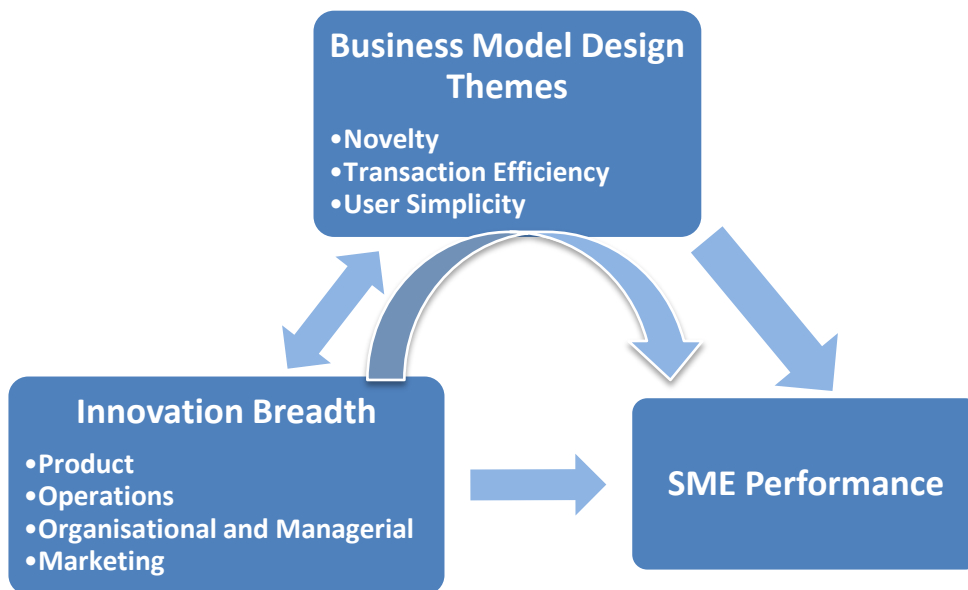 Business Model Design
Themes
•Novelty
•Transaction Efficiency
•User Simplicity
Innovation Breadth
•Product
•Operations
•Organisational and Managerial
•Marketing
SME Performance